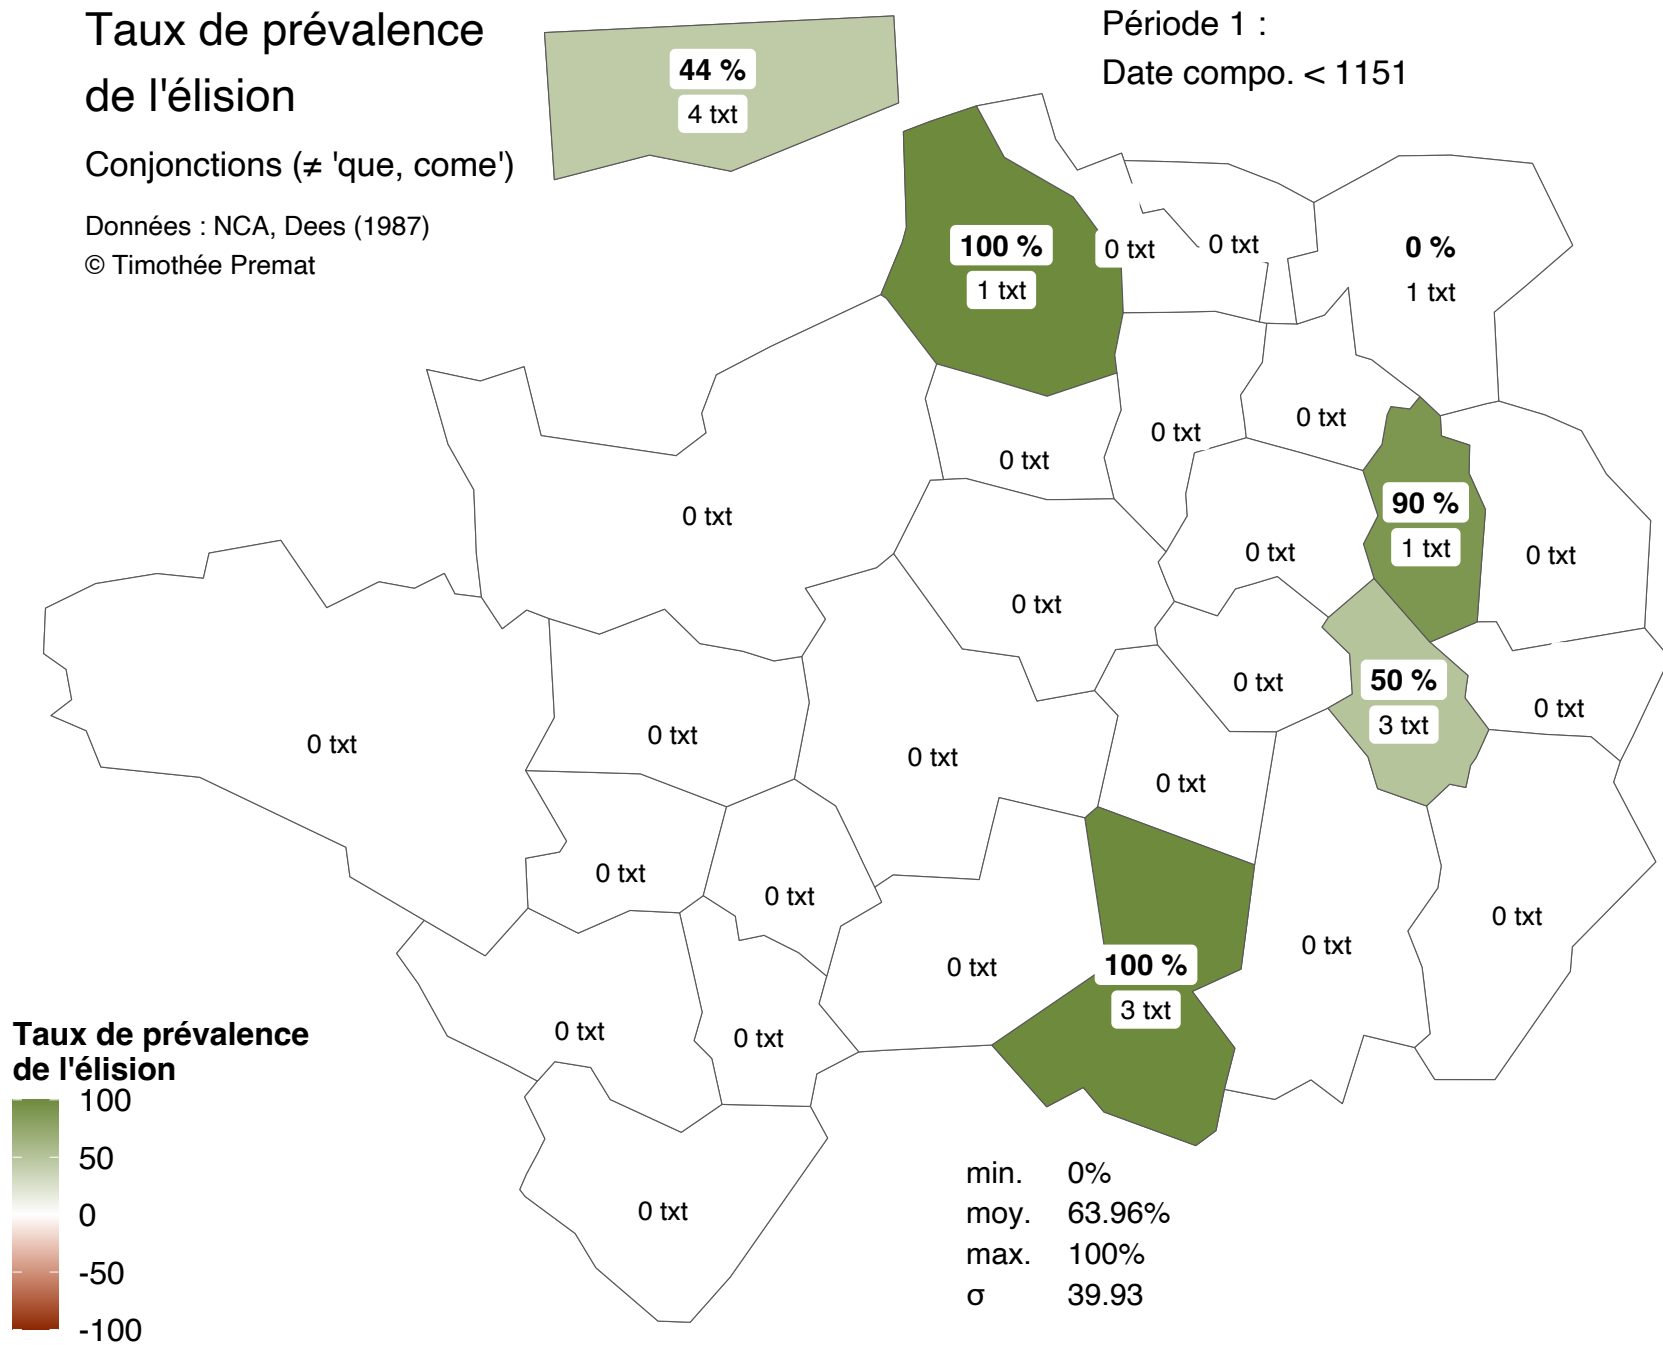 Taux de prévalence
de l'élision
Conjonctions (≠ 'que, come')
Données : NCA, Dees (1987)
© Timothée Premat
Période 1 :
Date compo. < 1151
44 %
4 txt
100 %
1 txt
0 txt
0 txt
0 %
1 txt
0 txt
0 txt
0 txt
0 txt
90 %
1 txt
0 txt
0 txt
0 txt
0 txt
50 %
3 txt
0 txt
0 txt
0 txt
0 txt
0 txt
0 txt
0 txt
0 txt
0 txt
100 %
3 txt
0 txt
0 txt
0 txt
0 txt
0 txt
Taux de prévalence
de l'élision
100
50
0
-50
-100
min. 0%
moy. 63.96%
max. 100%
σ 39.93